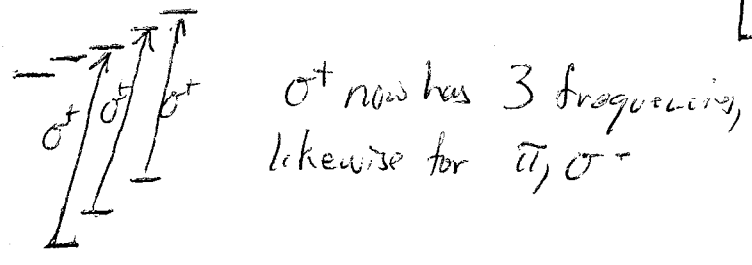 σ⁺ σ⁺ σ⁺
σ⁺ now has 3 frequencies,
likewise for π, σ⁻